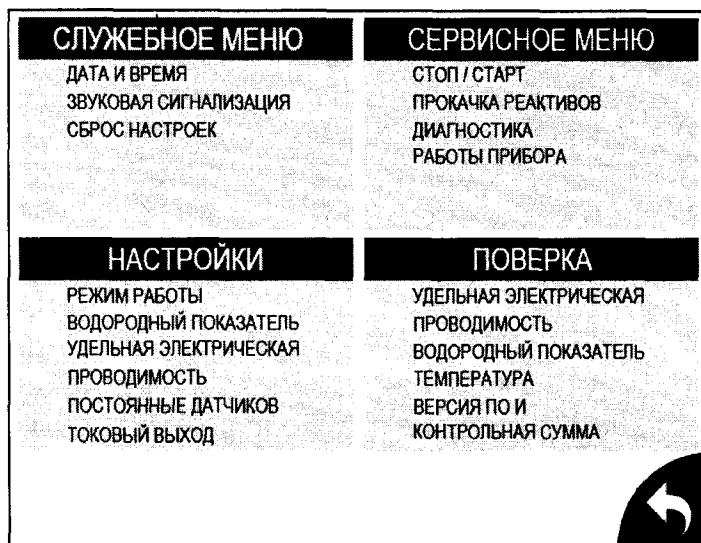 СЛУЖЕБНОЕ МЕНЮ
ДАТА И ВРЕМЯ
ЗВУКОВАЯ СИГНАЛИЗАЦИЯ
СБРОС НАСТРОЕК
СЕРВИСНОЕ МЕНЮ
СТОП / СТАРТ
ПРОКАЧКА РЕАКТИВОВ
ДИАГНОСТИКА
РАБОТЫ ПРИБОРА
НАСТРОЙКИ
РЕЖИМ РАБОТЫ
ВОДОРОДНЫЙ ПОКАЗАТЕЛЬ
УДЕЛЬНАЯ ЭЛЕКТРИЧЕСКАЯ
ПРОВОДИМОСТЬ
ПОСТОЯННЫЕ ДАТЧИКОВ
ТОКОВЫЙ ВЫХОД
ПОВЕРКА
УДЕЛЬНАЯ ЭЛЕКТРИЧЕСКАЯ
ПРОВОДИМОСТЬ
ВОДОРОДНЫЙ ПОКАЗАТЕЛЬ
ТЕМПЕРАТУРА
ВЕРСИЯ ПО И
КОНТРОЛЬНАЯ СУММА